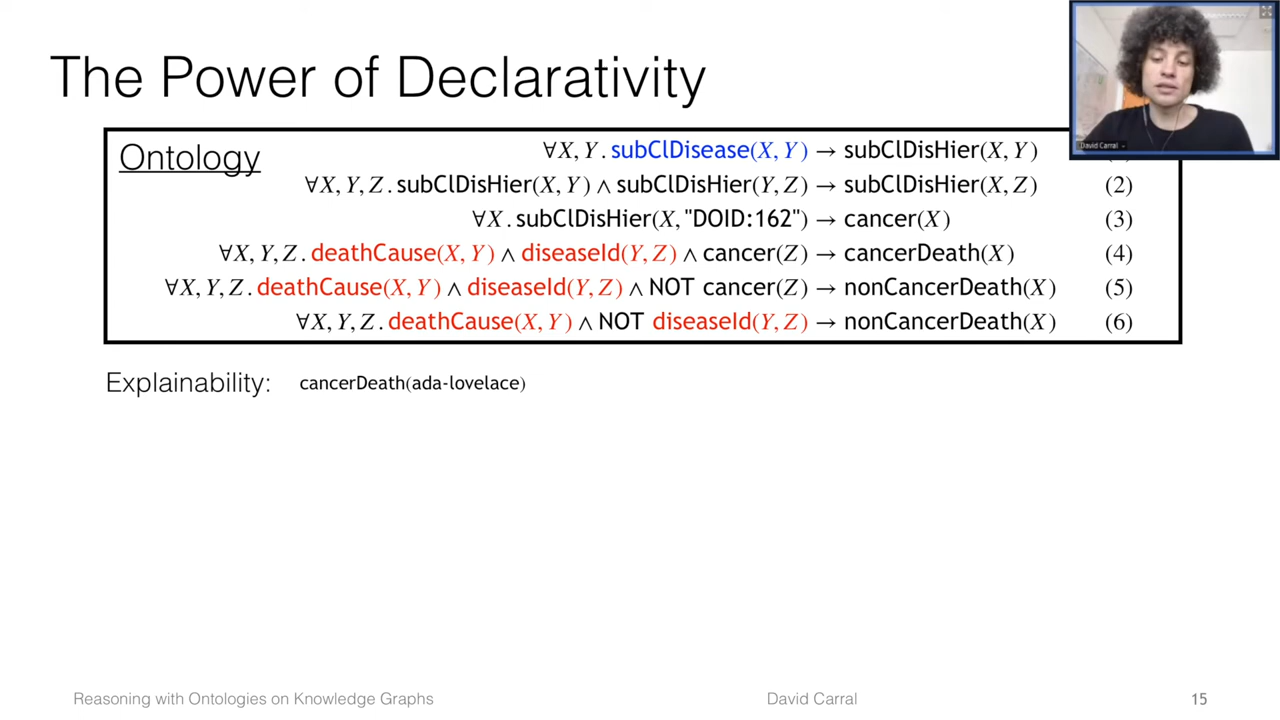 The Power of Declarativity
David Carral
Ontology
∀X, Y . subClDisease(X, Y) → subClDisHier(X, Y)
∀X, Y, Z . subClDisHier(X, Y) ∧ subClDisHier(Y, Z) → subClDisHier(X, Z) (2)
∀X . subClDisHier(X, "DOID:162") → cancer(X) (3)
∀X, Y, Z . deathCause(X, Y) ∧ diseaseId(Y, Z) ∧ cancer(Z) → cancerDeath(X) (4)
∀X, Y, Z . deathCause(X, Y) ∧ diseaseId(Y, Z) ∧ NOT cancer(Z) → nonCancerDeath(X) (5)
∀X, Y, Z . deathCause(X, Y) ∧ NOT diseaseId(Y, Z) → nonCancerDeath(X) (6)
Explainability: cancerDeath(ada-lovelace)
Reasoning with Ontologies on Knowledge Graphs David Carral 15